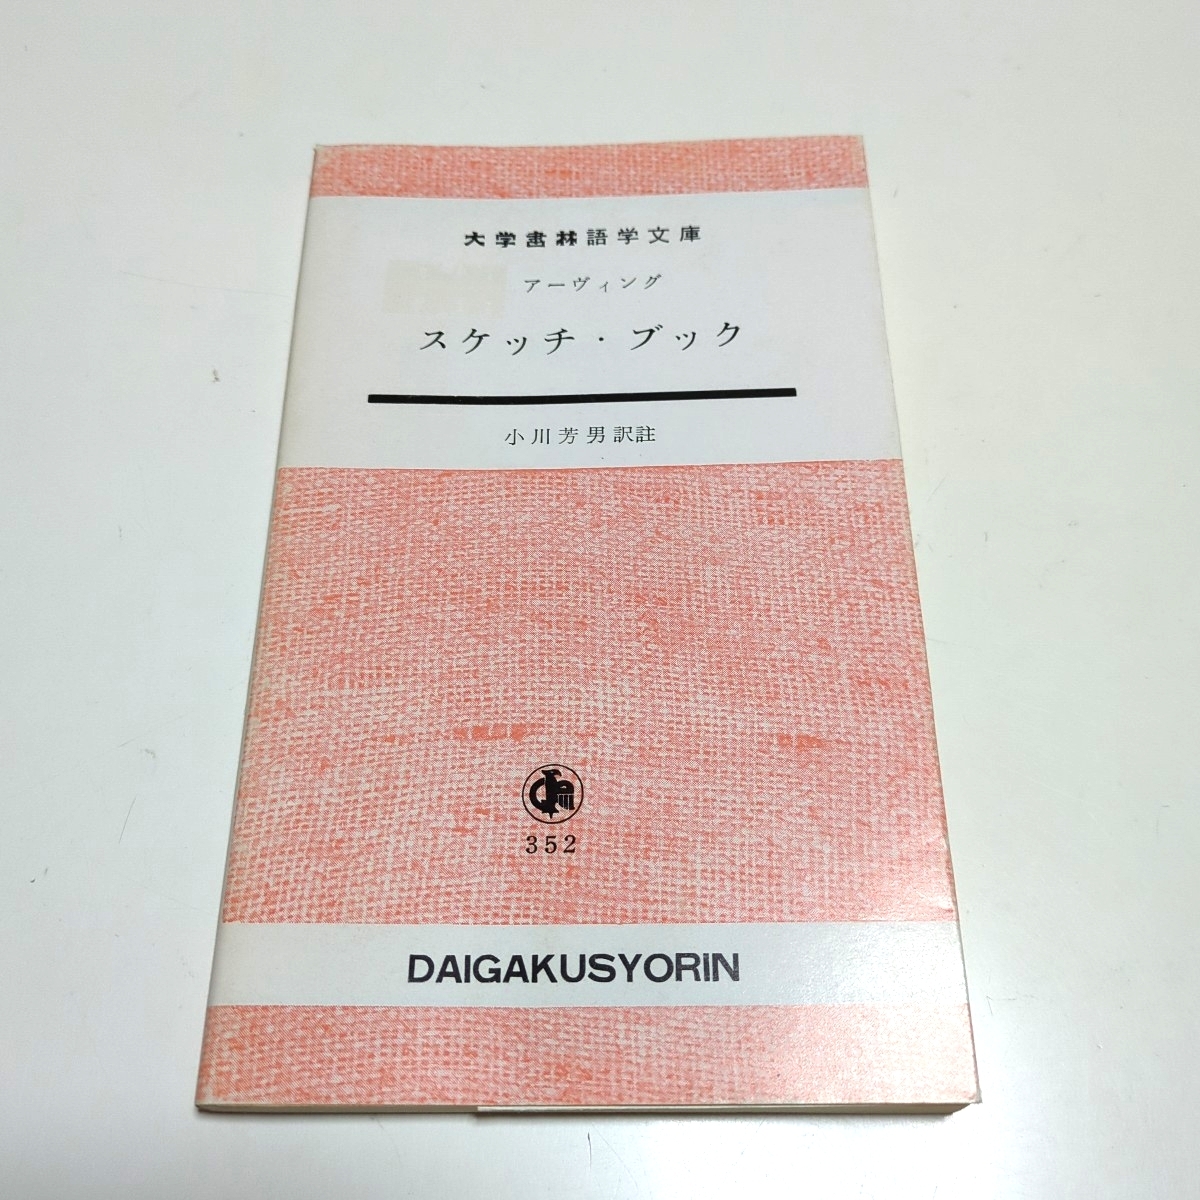 大学書林語学文庫
アーヴィング
スケッチ・ブック
小川芳男訳註
352
DAIGAKUSYORIN